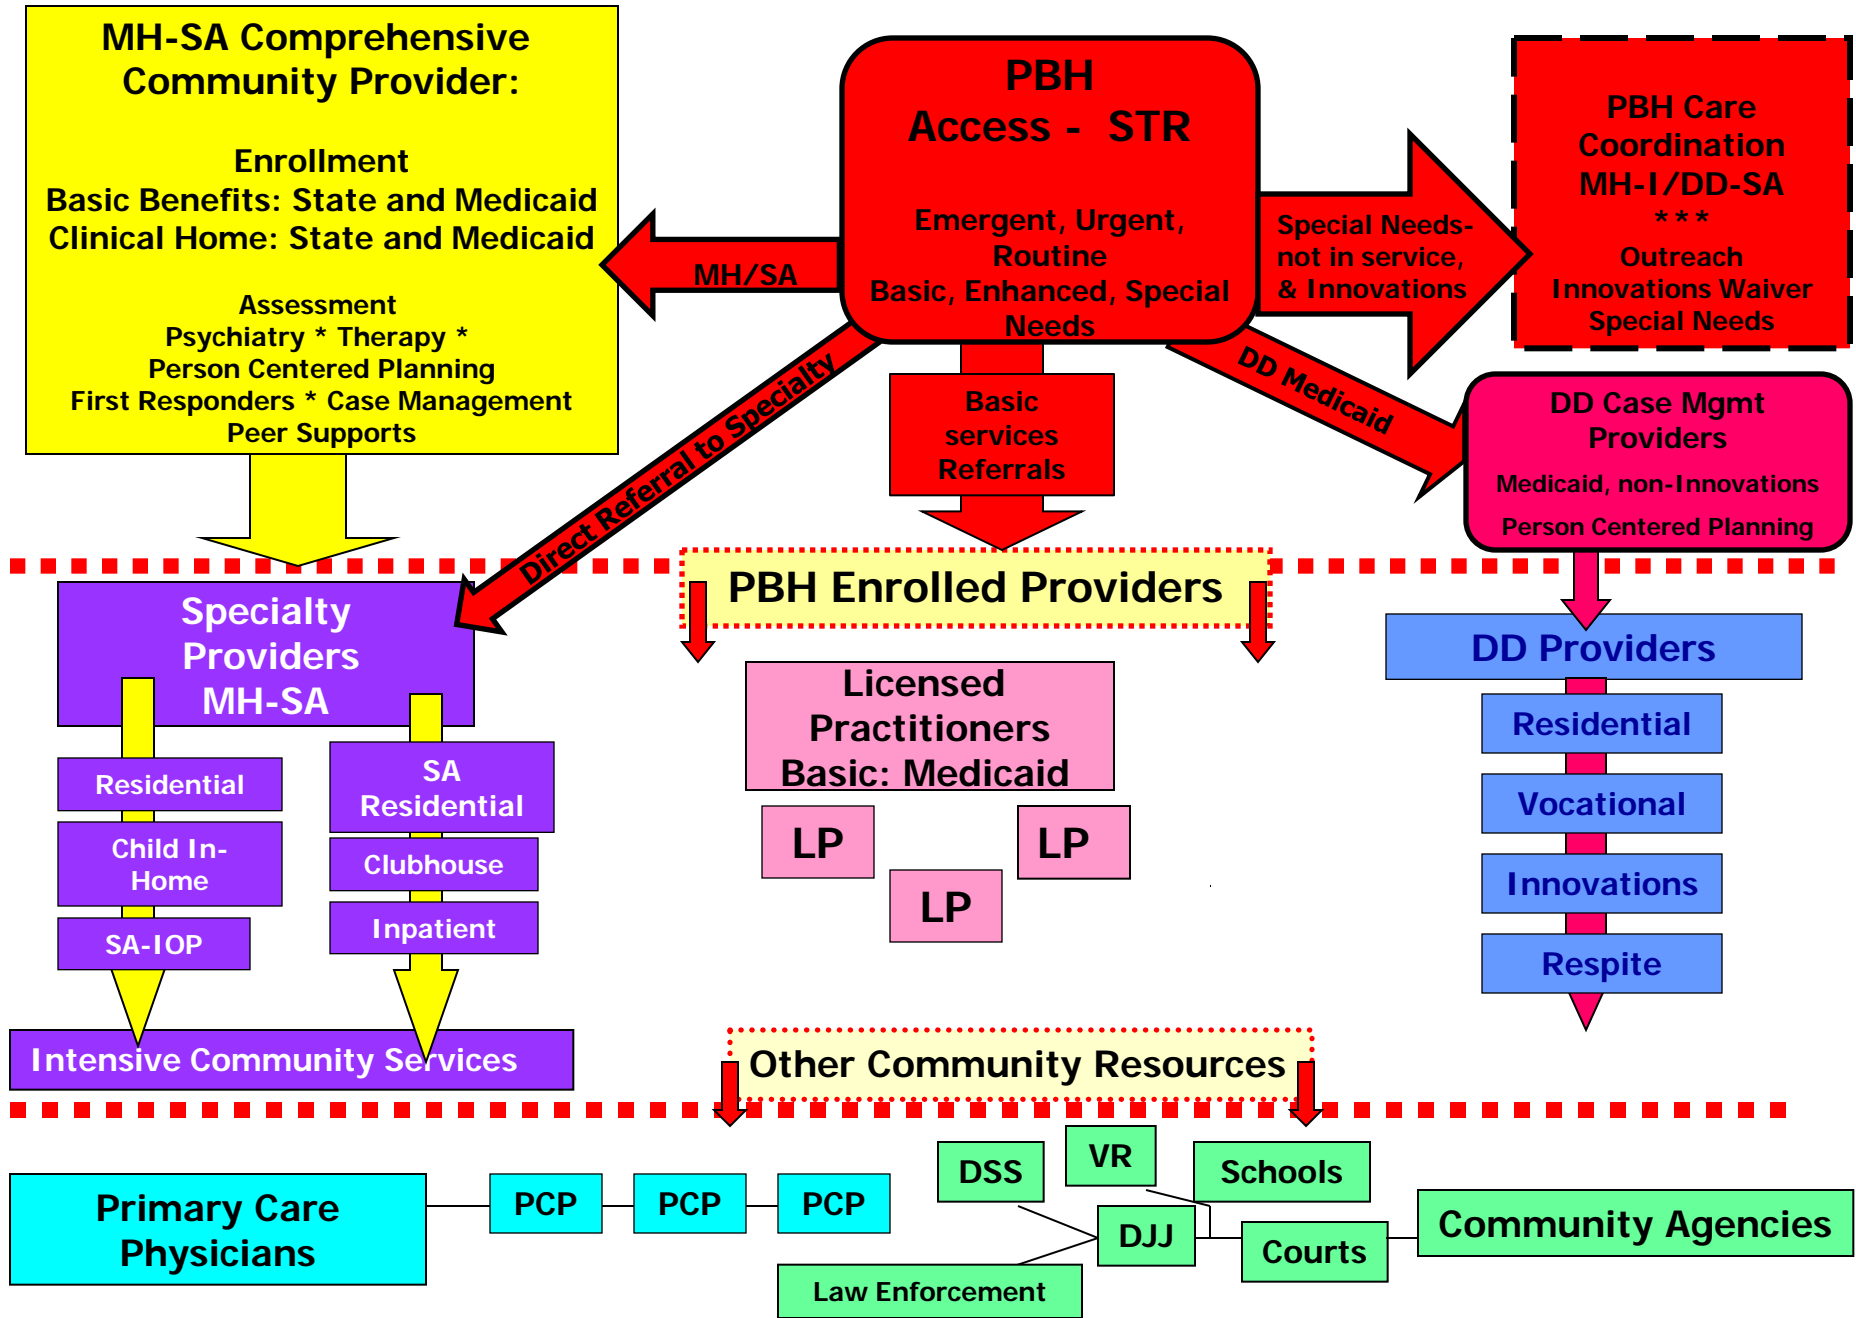 MH-SA Comprehensive
Community Provider:
Enrollment
Basic Benefits: State and Medicaid
Clinical Home: State and Medicaid
Assessment
Psychiatry * Therapy *
Person Centered Planning
First Responders * Case Management
Peer Supports
PBH
Access - STR
Emergent, Urgent,
Routine
Basic, Enhanced, Special
Needs
MH/SA
Special Needs-
not in service,
& Innovations
PBH Care
Coordination
MH-I/DD-SA
***
Outreach
Innovations Waiver
Special Needs
Direct Referral to Specialty
Basic
services
Referrals
DD Medicaid
DD Case Mgmt
Providers
Medicaid, non-Innovations
Person Centered Planning
PBH Enrolled Providers
Specialty
Providers
MH-SA
Residential
Child In-
Home
SA-IOP
SA
Residential
Clubhouse
Inpatient
Intensive Community Services
Licensed
Practitioners
Basic: Medicaid
LP
LP
LP
DD Providers
Residential
Vocational
Innovations
Respite
Other Community Resources
Primary Care
Physicians
PCP
PCP
PCP
DSS
VR
Schools
DJJ
Courts
Law Enforcement
Community Agencies